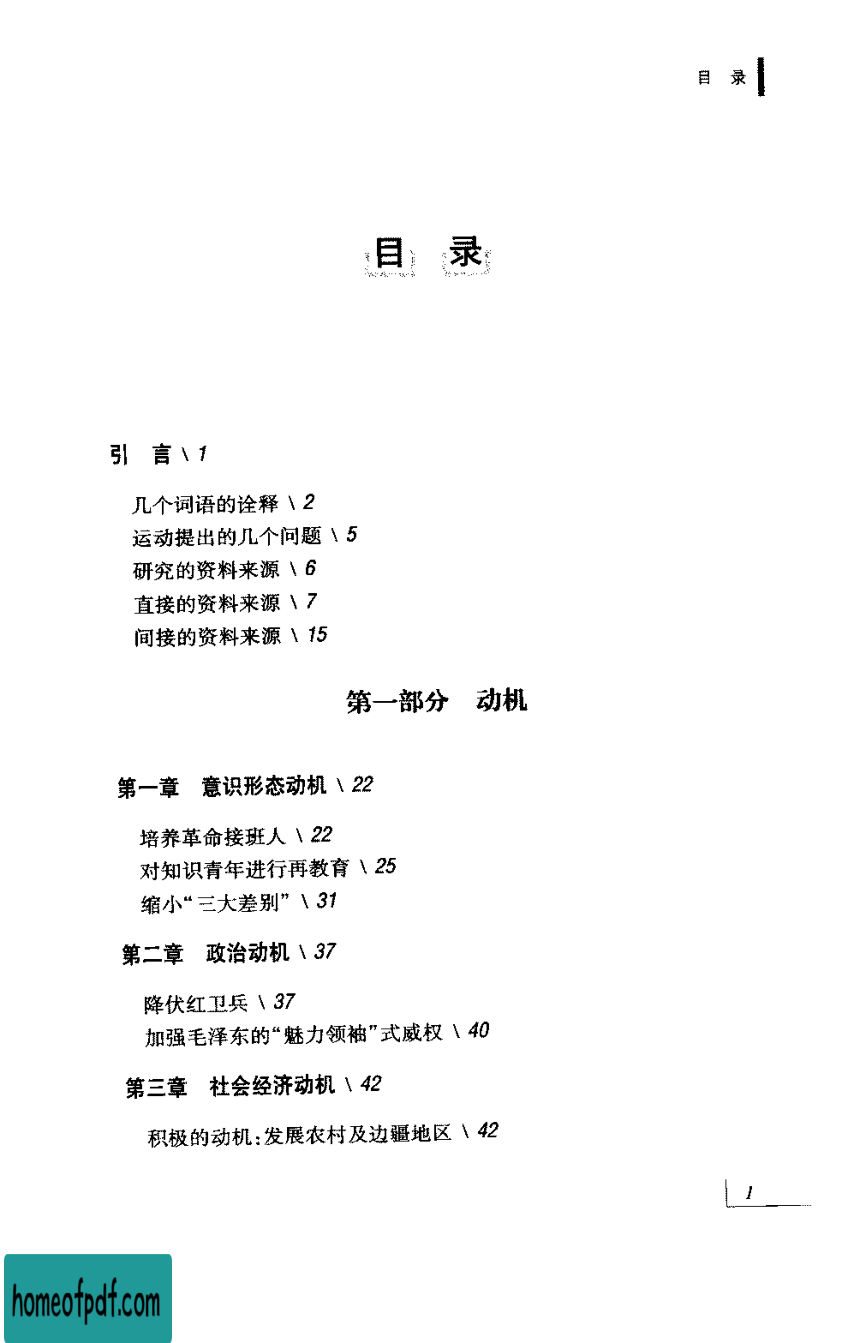 目 录
目 录
引 言 \ 1
几个词语的诠释 \ 2
运动提出的几个问题 \ 5
研究的资料来源 \ 6
直接的资料来源 \ 7
间接的资料来源 \ 15
第一部分 动机
第一章 意识形态动机 \ 22
培养革命接班人 \ 22
对知识青年进行再教育 \ 25
缩小“三大差别” \ 31
第二章 政治动机 \ 37
降伏红卫兵 \ 37
加强毛泽东的“魅力领袖”式威权 \ 40
第三章 社会经济动机 \ 42
积极的动机:发展农村及边疆地区 \ 42
1
homeofpdf.com